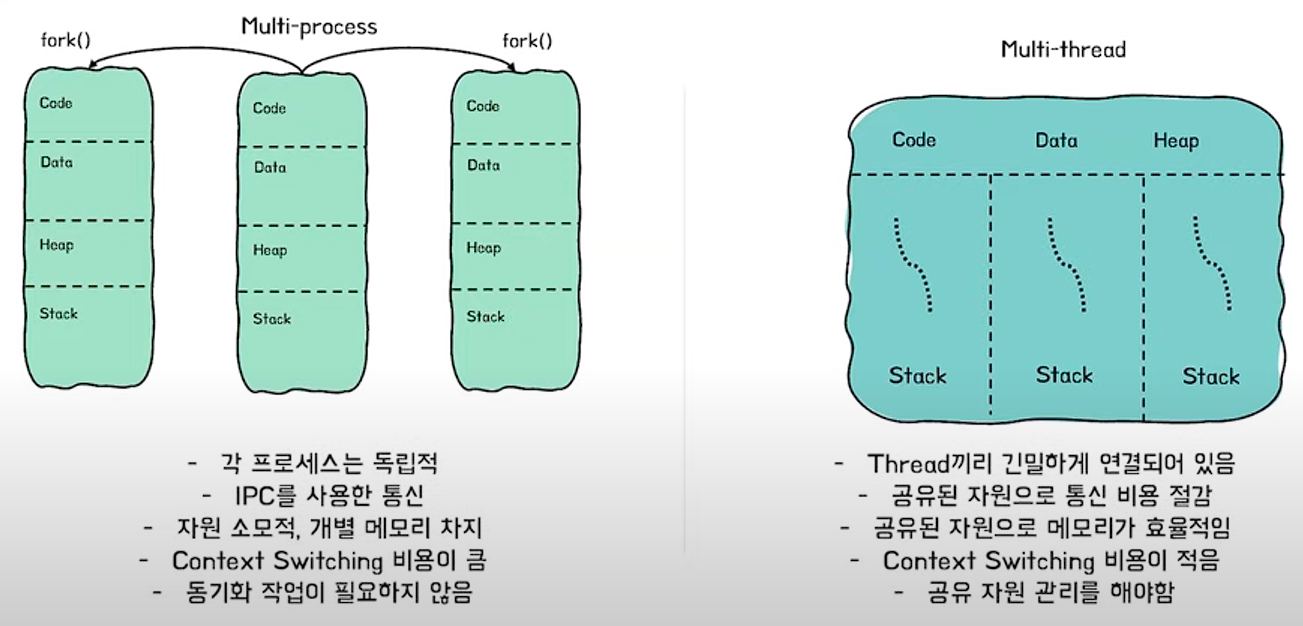 Multi-process
fork()
fork()
Code
Data
Heap
Stack
Code
Data
Heap
Stack
Code
Data
Heap
Stack
- 각 프로세스는 독립적
- IPC를 사용한 통신
- 자원 소모적, 개별 메모리 차지
- Context Switching 비용이 큼
- 동기화 작업이 필요하지 않음
Multi-thread
Code Data Heap
Stack Stack Stack
- Thread끼리 긴밀하게 연결되어 있음
- 공유된 자원으로 통신 비용 절감
- 공유된 자원으로 메모리가 효율적임
- Context Switching 비용이 적음
- 공유 자원 관리를 해야함